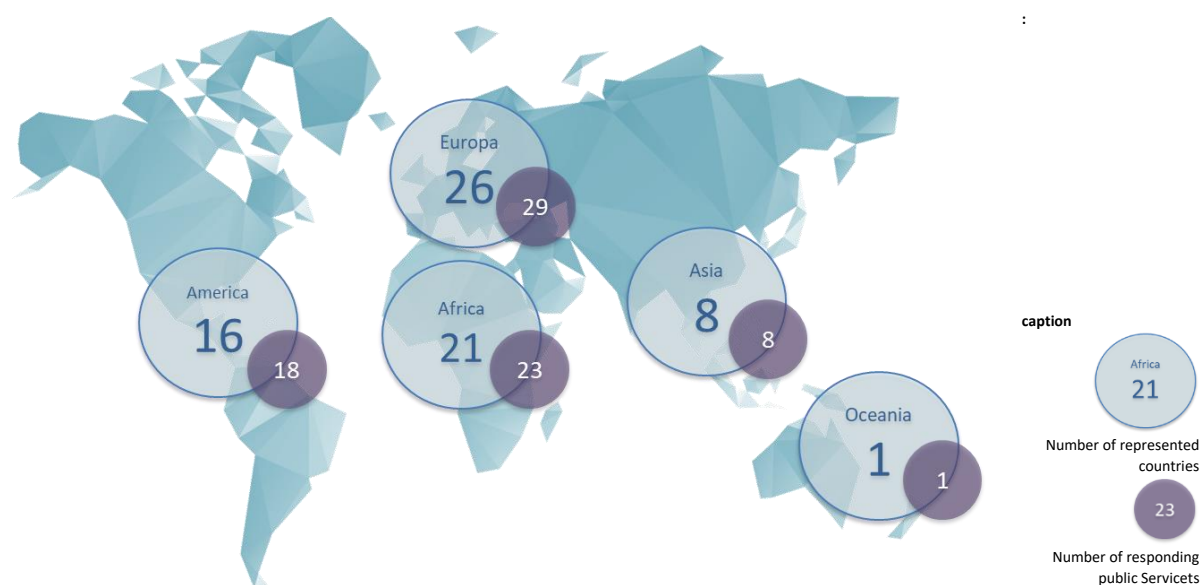 :
Europa
26
29
Asia
8
8
America
16
18
Africa
21
23
Oceania
1
1
caption
Africa
21
Number of represented
countries
23
Number of responding
public Servicets